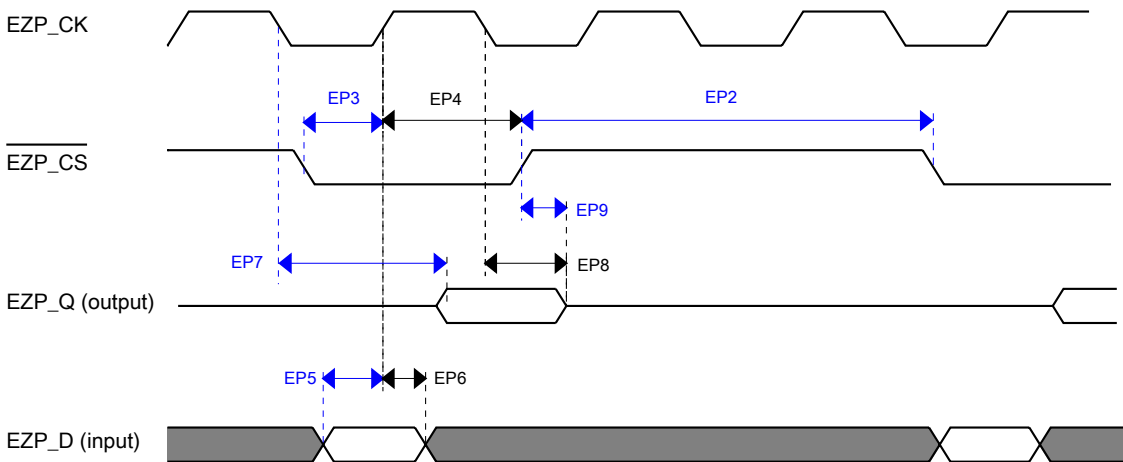 EZP_CK
EP3
EP4
EP2
EZP_CS
EP9
EP7
EP8
EZP_Q (output)
EP5
EP6
EZP_D (input)